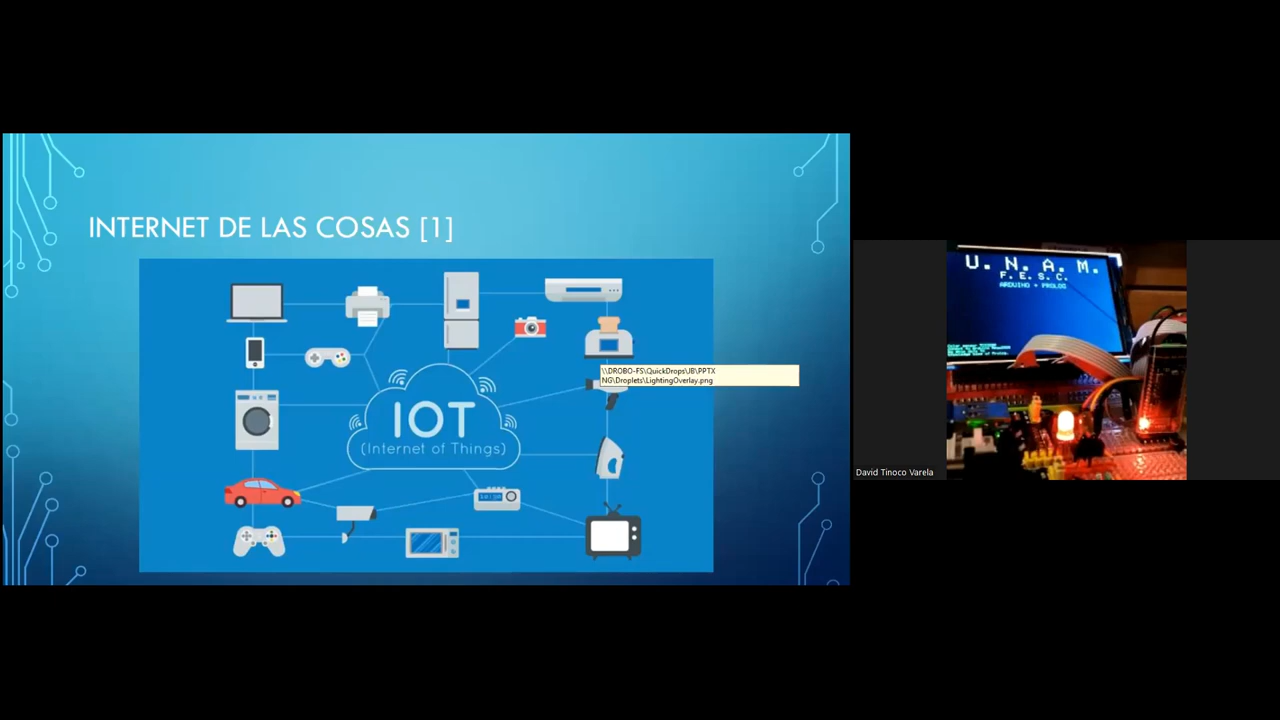 INTERNET DE LAS COSAS [1]
IOT
(Internet of Things)
\\DROBO-FS\QuickDrops\JB\PPTX
NG\Droplets\LightingOverlay.png
U. N. A. M.
F. E. S. C.
ARDUINO + PROLOG
David Tinoco Varela